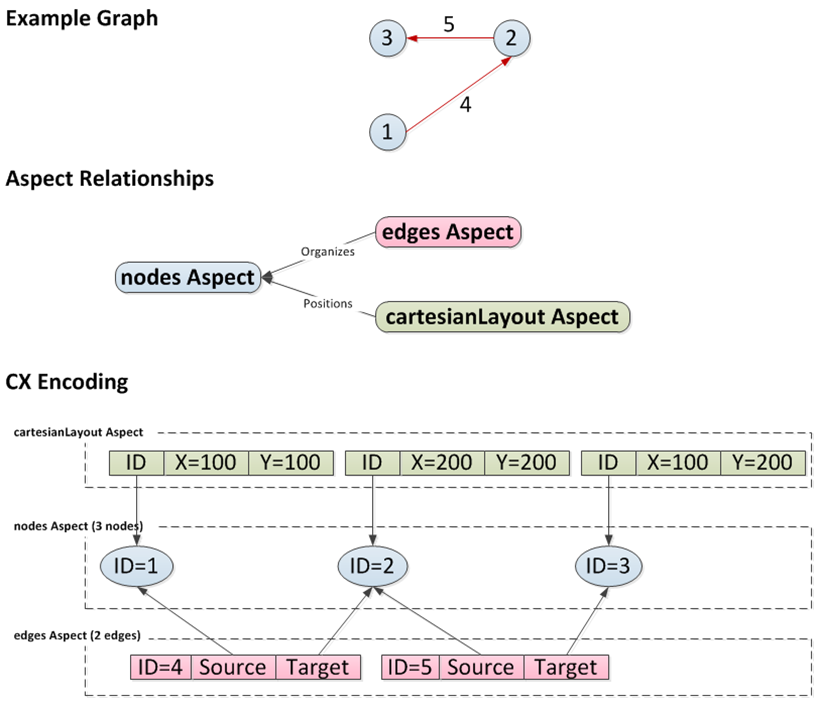 Example Graph
3
5
2
4
1
Aspect Relationships
edges Aspect
Organizes
nodes Aspect
Positions
cartesianLayout Aspect
CX Encoding
cartesianLayout Aspect
ID X=100 Y=100 ID X=200 Y=200 ID X=100 Y=200
nodes Aspect (3 nodes)
ID=1 ID=2 ID=3
edges Aspect (2 edges)
ID=4 Source Target ID=5 Source Target